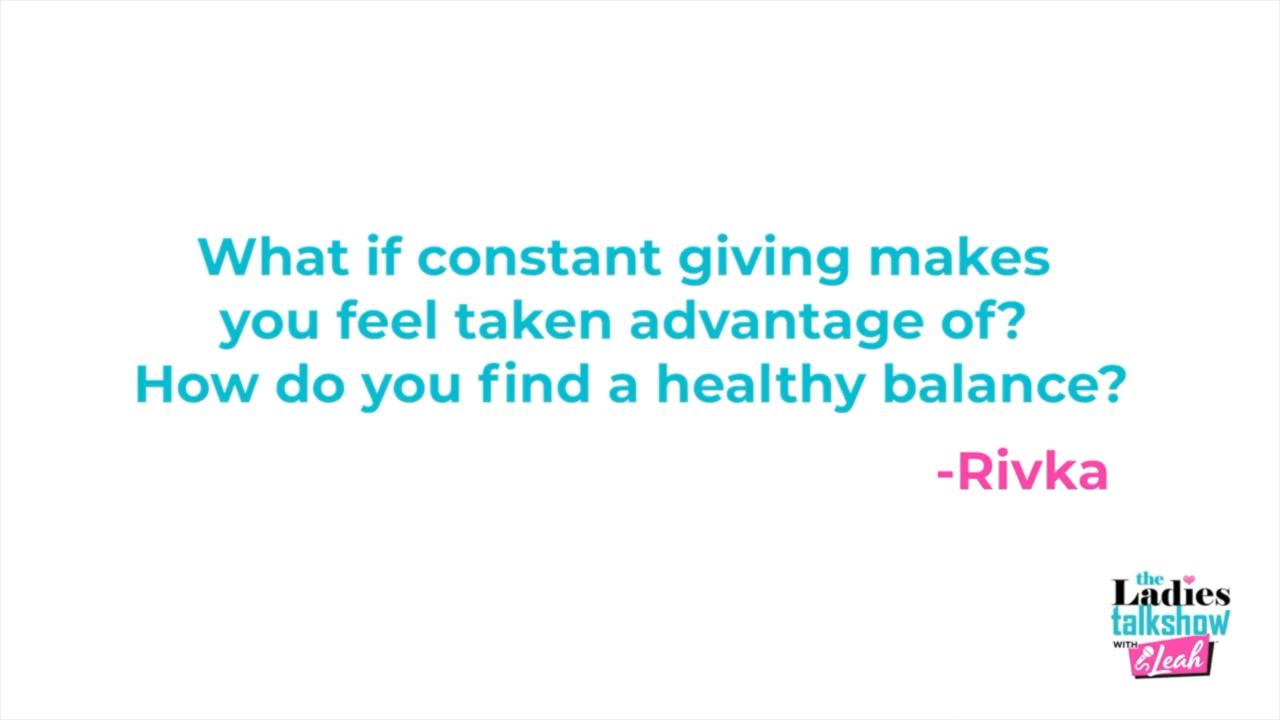 What if constant giving makes
you feel taken advantage of?
How do you find a healthy balance?
-Rivka
the
Ladies
talkshow
WITH
Leah